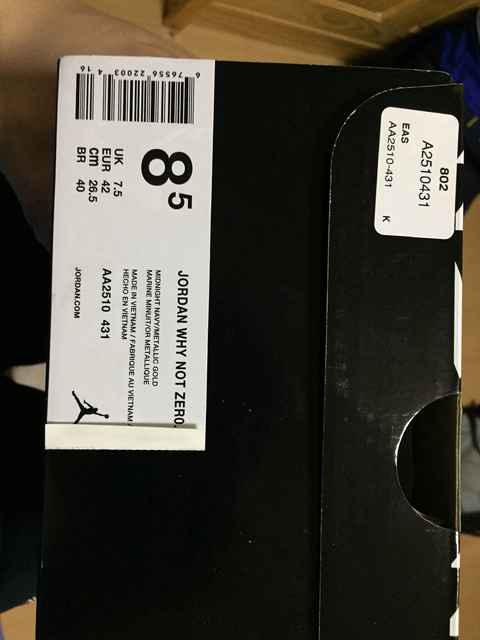 6 76556 22003 4 16
8⁵
UK 7.5
EUR 42
CM 26.5
BR 40
JORDAN WHY NOT ZERO.
MIDNIGHT NAVY/METALLIC GOLD
MARINE MINUIT/OR METALLIQUE
MADE IN VIETNAM / FABRIQUE AU VIETNAM /
HECHO EN VIETNAM
AA2510 431
JORDAN.COM
802
A2510431
EAS
AA2510-431 K